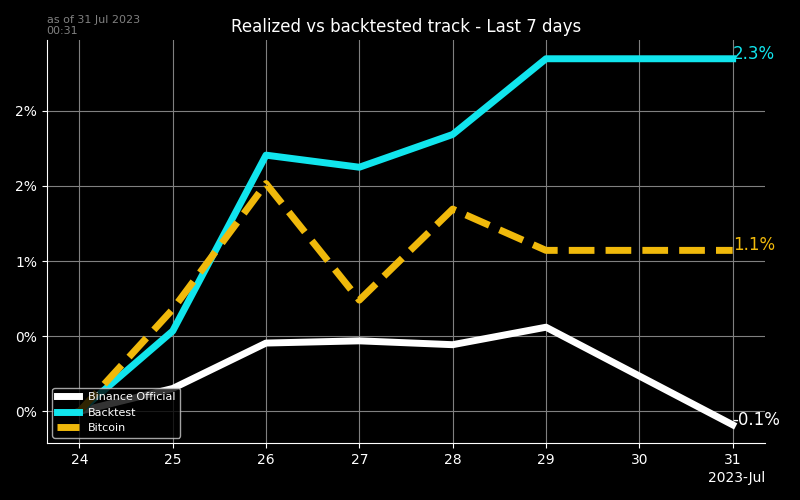 as of 31 Jul 2023
00:31
Realized vs backtested track - Last 7 days
2.3%
2%
2%
1.1%
1%
0%
Binance Official
Backtest
Bitcoin
0%
-0.1%
24 25 26 27 28 29 30 31
2023-Jul